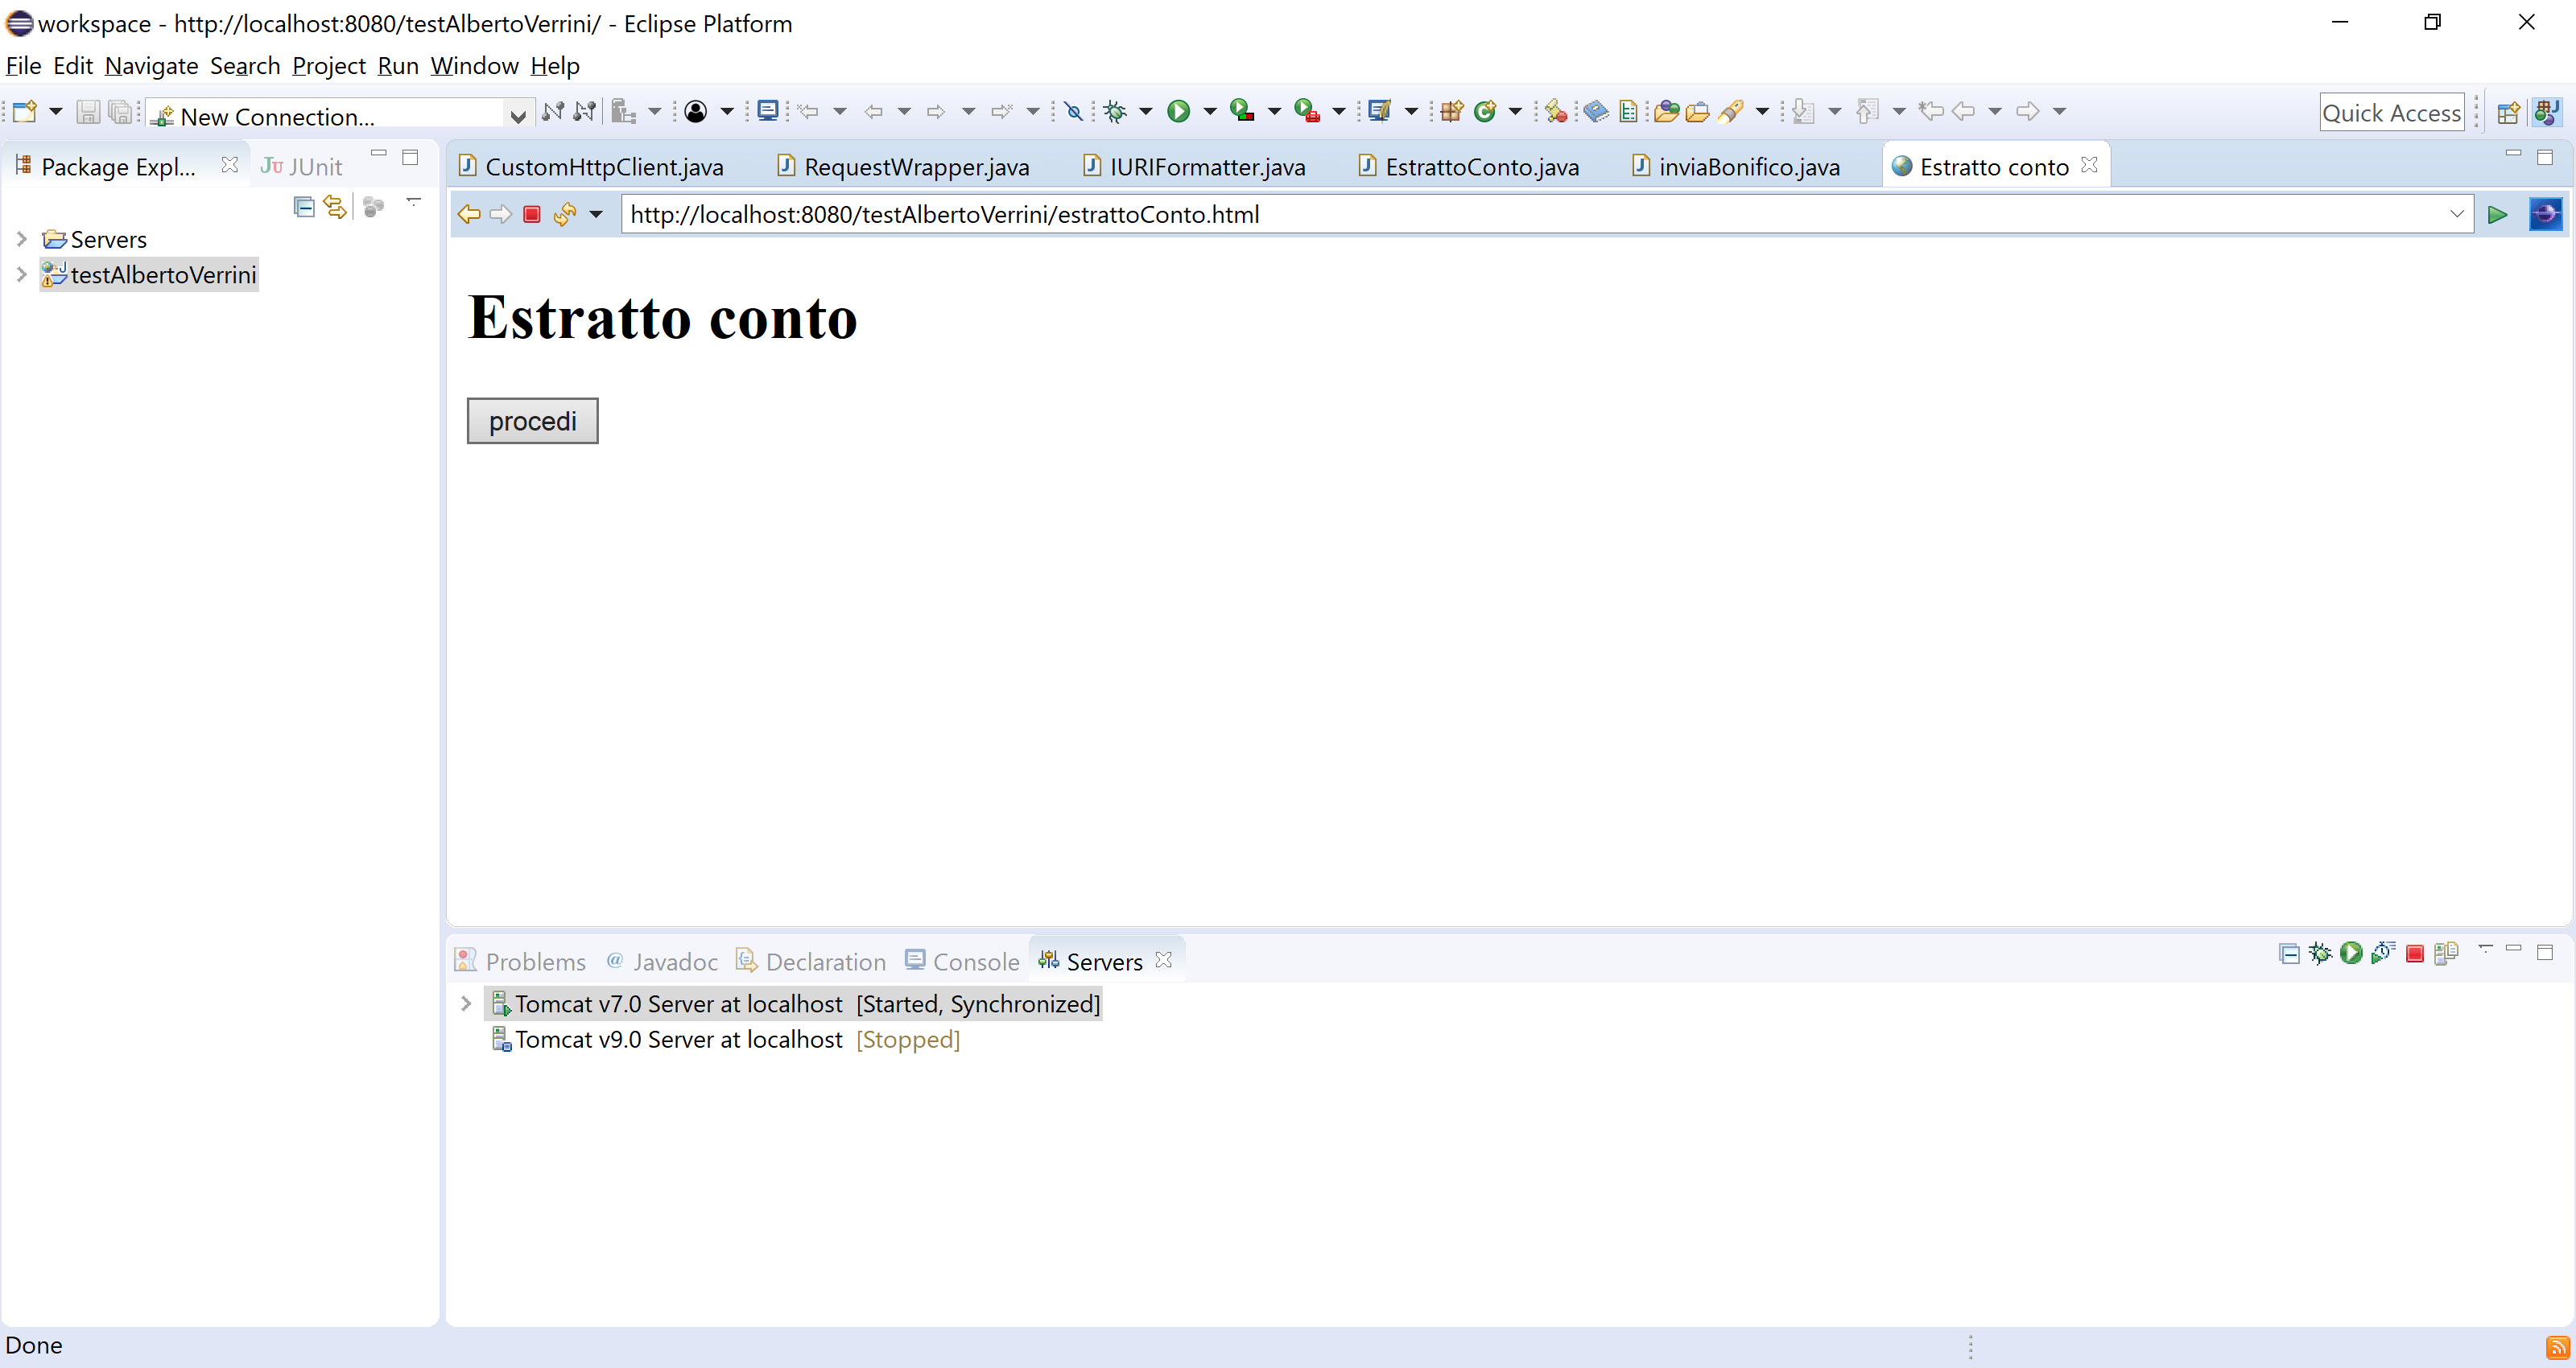 workspace - http://localhost:8080/testAlbertoVerrini/ - Eclipse Platform
File Edit Navigate Search Project Run Window Help
New Connection...
Quick Access
Package Expl...
JUnit
CustomHttpClient.java
RequestWrapper.java
IURIFormatter.java
EstrattoConto.java
inviaBonifico.java
Estratto conto
http://localhost:8080/testAlbertoVerrini/estrattoConto.html
Servers
testAlbertoVerrini
Estratto conto
procedi
Problems
@ Javadoc
Declaration
Console
Servers
Tomcat v7.0 Server at localhost [Started, Synchronized]
Tomcat v9.0 Server at localhost [Stopped]
Done